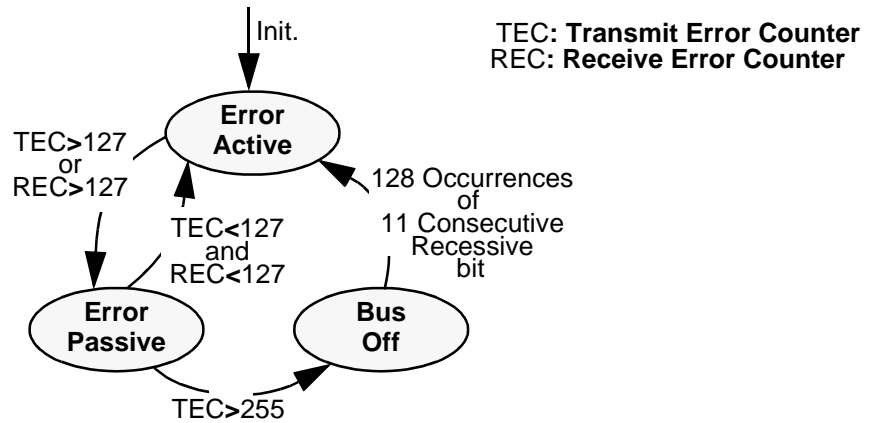 Init.
TEC: Transmit Error Counter
REC: Receive Error Counter
Error
Active
TEC>127
or
REC>127
128 Occurrences
of
11 Consecutive
Recessive
bit
TEC<127
and
REC<127
Error
Passive
Bus
Off
TEC>255